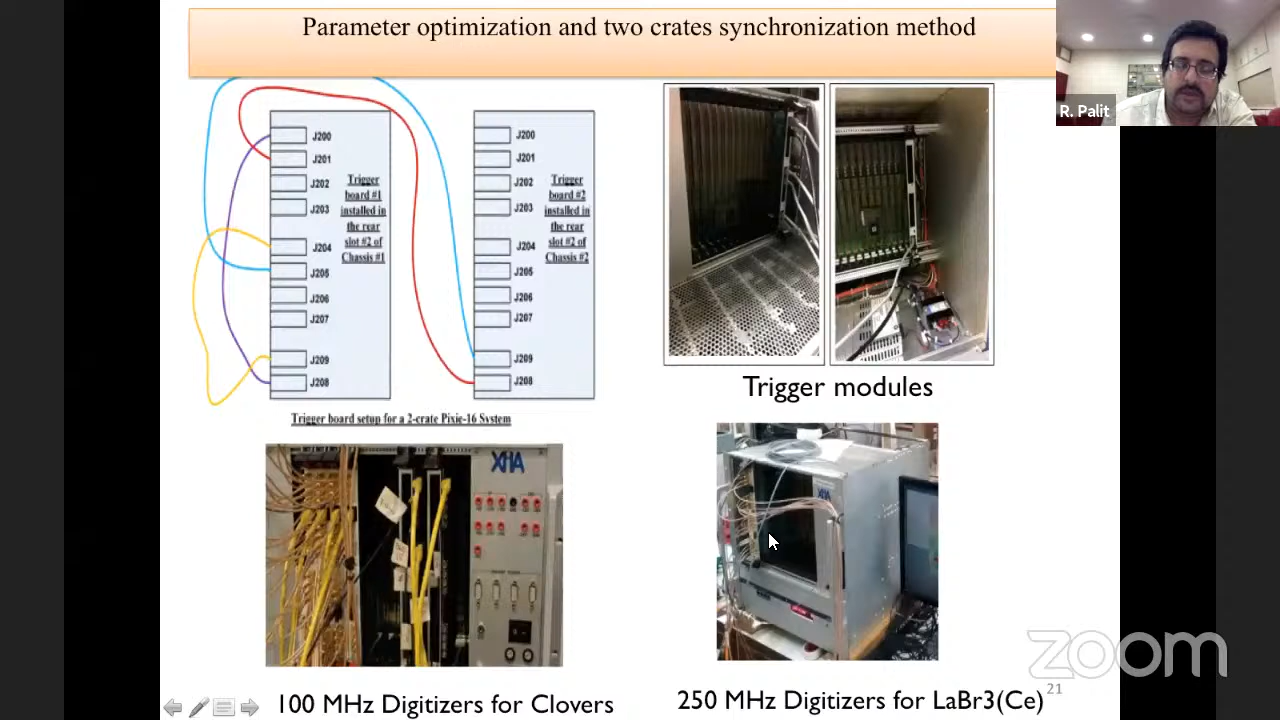 Parameter optimization and two crates synchronization method
R. Palit
J200
J201
J202
J203
J204
J205
J206
J207
J209
J208
Trigger
board #1
installed in
the rear
slot #2 of
Chassis #1
J200
J201
J202
J203
J204
J205
J206
J207
J209
J208
Trigger
board #2
installed in
the rear
slot #2 of
Chassis #2
Trigger board setup for a 2-crate Pixie-16 System
Trigger modules
XIA
XIA
100 MHz Digitizers for Clovers
250 MHz Digitizers for LaBr3(Ce)
21
zoom